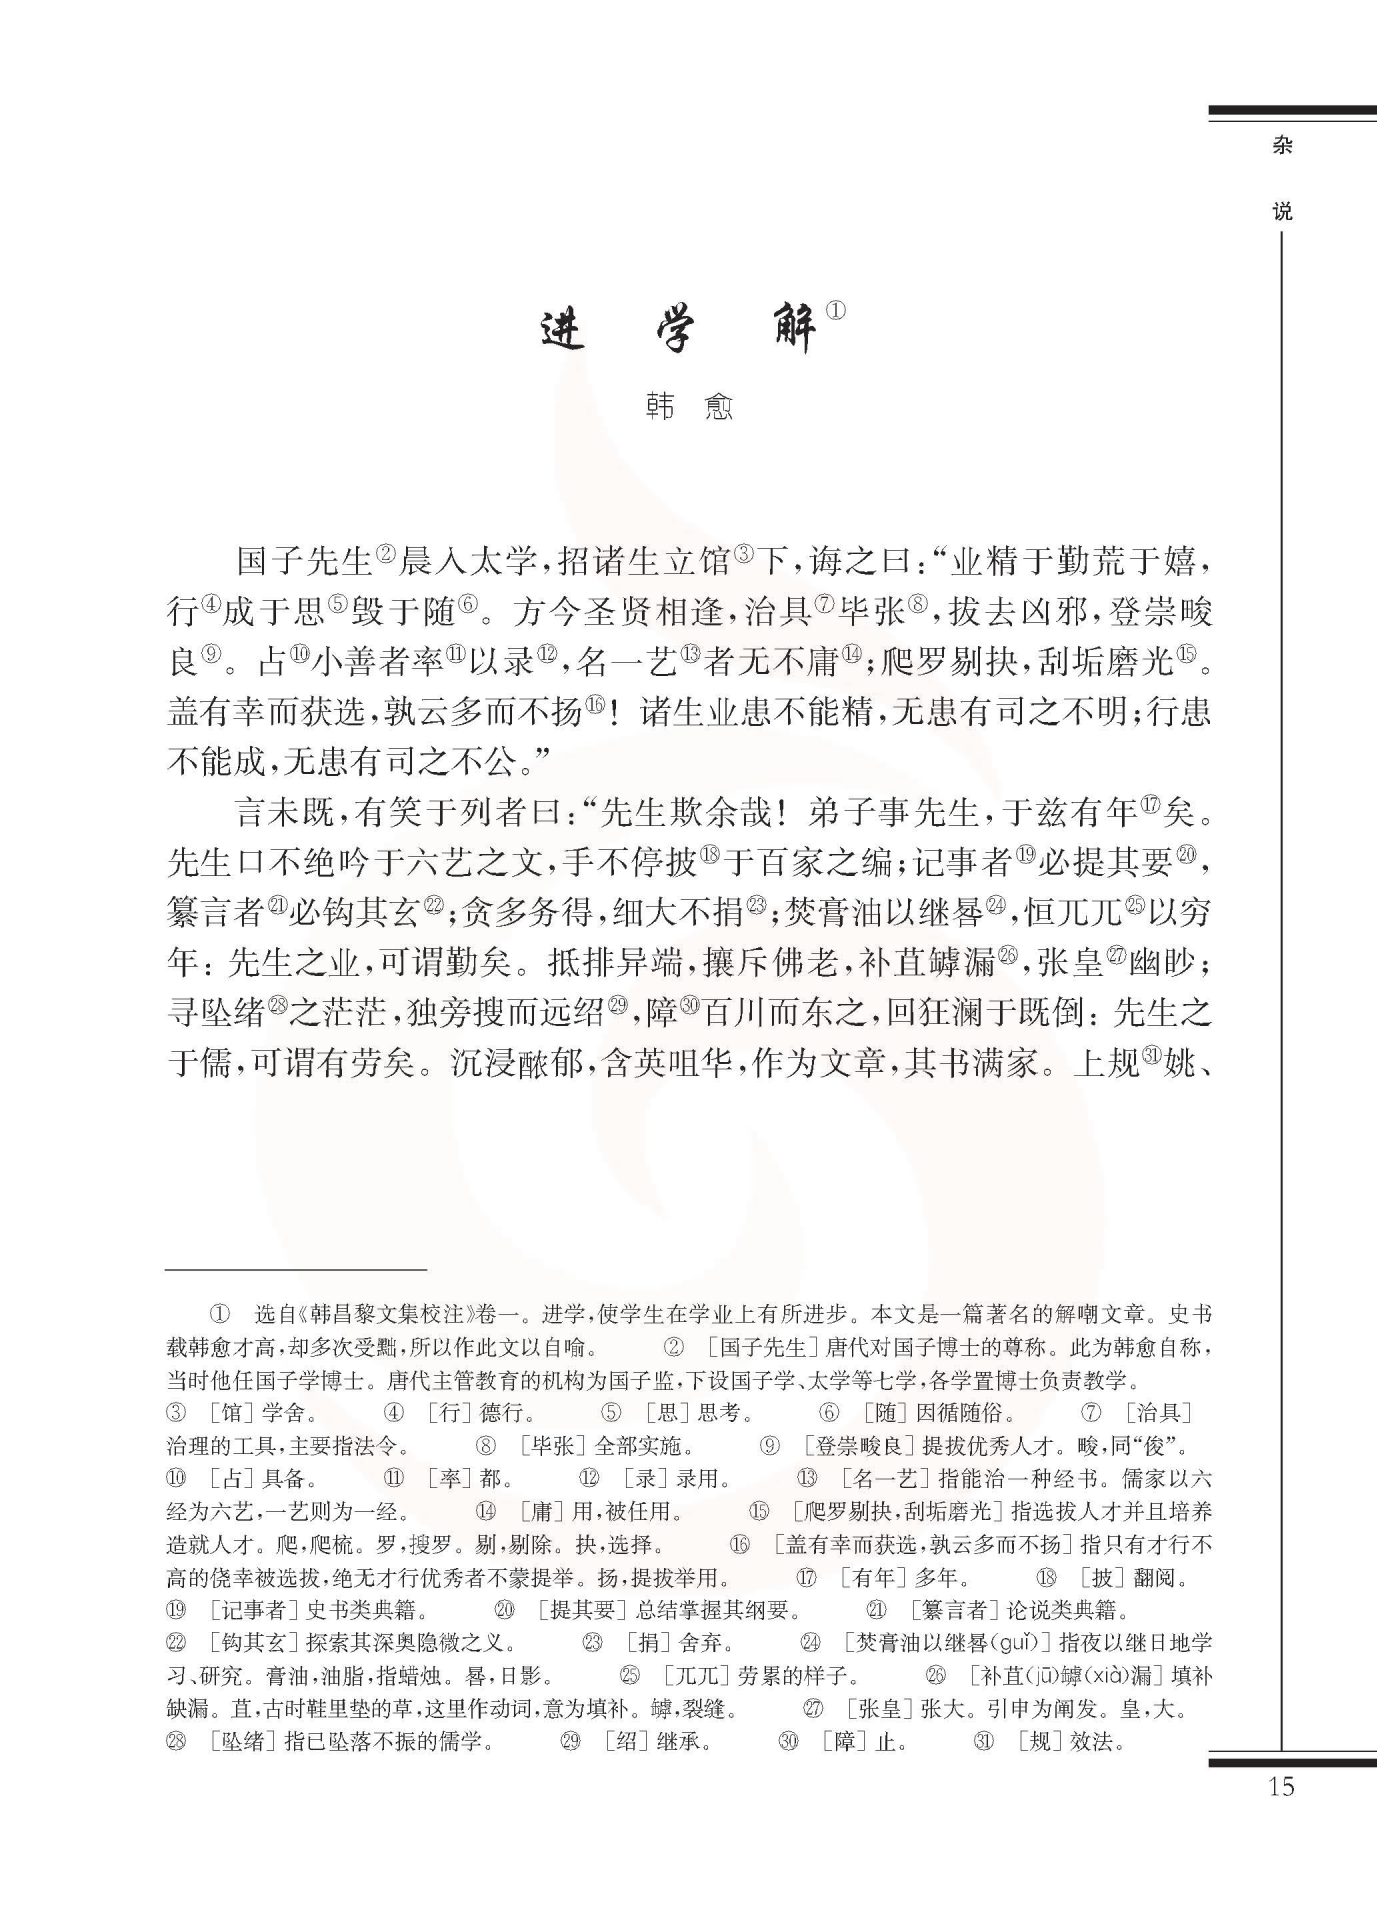 杂
说
进学解①
韩愈
国子先生②晨入太学,招诸生立馆③下,诲之曰:“业精于勤荒于嬉,
行④成于思⑤毁于随⑥。方今圣贤相逢,治具⑦毕张⑧,拔去凶邪,登崇畯
良⑨。占⑩小善者率⑪以录⑫,名一艺⑬者无不庸⑭;爬罗剔抉,刮垢磨光⑮。
盖有幸而获选,孰云多而不扬⑯!诸生业患不能精,无患有司之不明;行患
不能成,无患有司之不公。”
言未既,有笑于列者曰:“先生欺余哉!弟子事先生,于兹有年⑰矣。
先生口不绝吟于六艺之文,手不停披⑱于百家之编;记事者⑲必提其要⑳,
纂言者㉑必钩其玄㉒;贪多务得,细大不捐㉓;焚膏油以继晷㉔,恒兀兀㉕以穷
年:先生之业,可谓勤矣。抵排异端,攘斥佛老,补苴罅漏㉖,张皇㉗幽眇;
寻坠绪㉘之茫茫,独旁搜而远绍㉙,障㉚百川而东之,回狂澜于既倒:先生之
于儒,可谓有劳矣。沉浸醲郁,含英咀华,作为文章,其书满家。上规㉛姚、
① 选自《韩昌黎文集校注》卷一。进学,使学生在学业上有所进步。本文是一篇著名的解嘲文章。史书
载韩愈才高,却多次受黜,所以作此文以自喻。 ② [国子先生]唐代对国子博士的尊称。此为韩愈自称,
当时他任国子学博士。唐代主管教育的机构为国子监,下设国子学、太学等七学,各学置博士负责教学。
③ [馆]学舍。 ④ [行]德行。 ⑤ [思]思考。 ⑥ [随]因循随俗。 ⑦ [治具]
治理的工具,主要指法令。 ⑧ [毕张]全部实施。 ⑨ [登崇畯良]提拔优秀人才。畯,同“俊”。
⑩ [占]具备。 ⑪ [率]都。 ⑫ [录]录用。 ⑬ [名一艺]指能治一种经书。儒家以六
经为六艺,一艺则为一经。 ⑭ [庸]用,被任用。 ⑮ [爬罗剔抉,刮垢磨光]指选拔人才并且培养
造就人才。爬,爬梳。罗,搜罗。剔,剔除。抉,选择。 ⑯ [盖有幸而获选,孰云多而不扬]指只有才行不
高的侥幸被选拔,绝无才行优秀者不蒙提举。扬,提拔举用。 ⑰ [有年]多年。 ⑱ [披]翻阅。
⑲ [记事者]史书类典籍。 ⑳ [提其要]总结掌握其纲要。 ㉑ [纂言者]论说类典籍。
㉒ [钩其玄]探索其深奥隐微之义。 ㉓ [捐]舍弃。 ㉔ [焚膏油以继晷(guǐ)]指夜以继日地学
习、研究。膏油,油脂,指蜡烛。晷,日影。 ㉕ [兀兀]劳累的样子。 ㉖ [补苴(jū)罅(xià)漏]填补
缺漏。苴,古时鞋里垫的草,这里作动词,意为填补。罅,裂缝。 ㉗ [张皇]张大。引申为阐发。皇,大。
㉘ [坠绪]指已坠落不振的儒学。 ㉙ [绍]继承。 ㉚ [障]止。 ㉛ [规]效法。
15